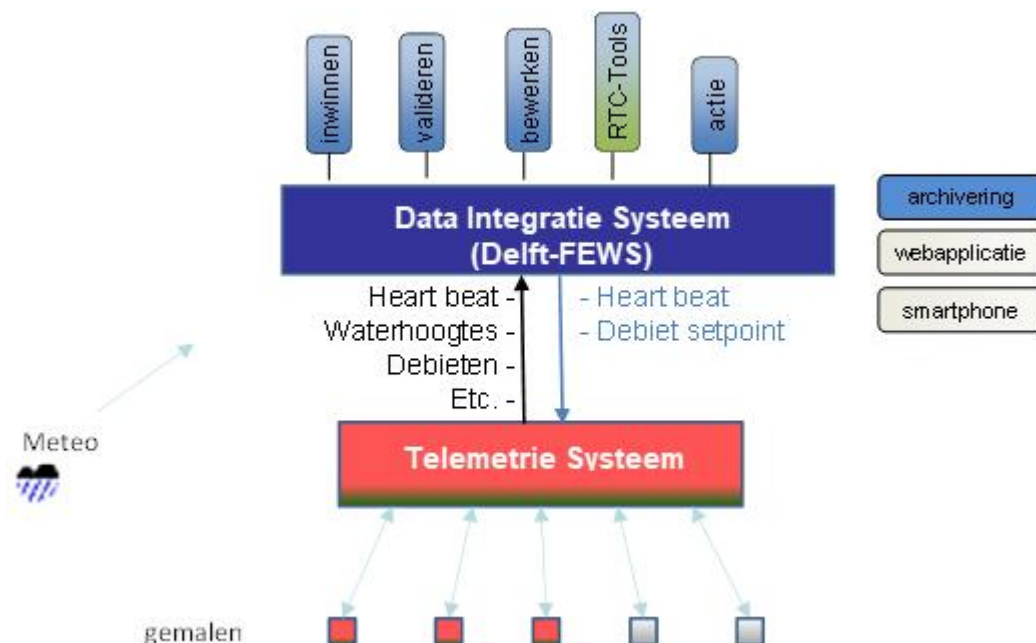 inwinnen
valideren
bewerken
RTC-Tools
actie
Data Integratie Systeem
(Delft-FEWS)
archivering
webapplicatie
smartphone
Heart beat -
Waterhoogtes -
Debieten -
Etc. -
- Heart beat
- Debiet setpoint
Meteo
Telemetrie Systeem
gemalen